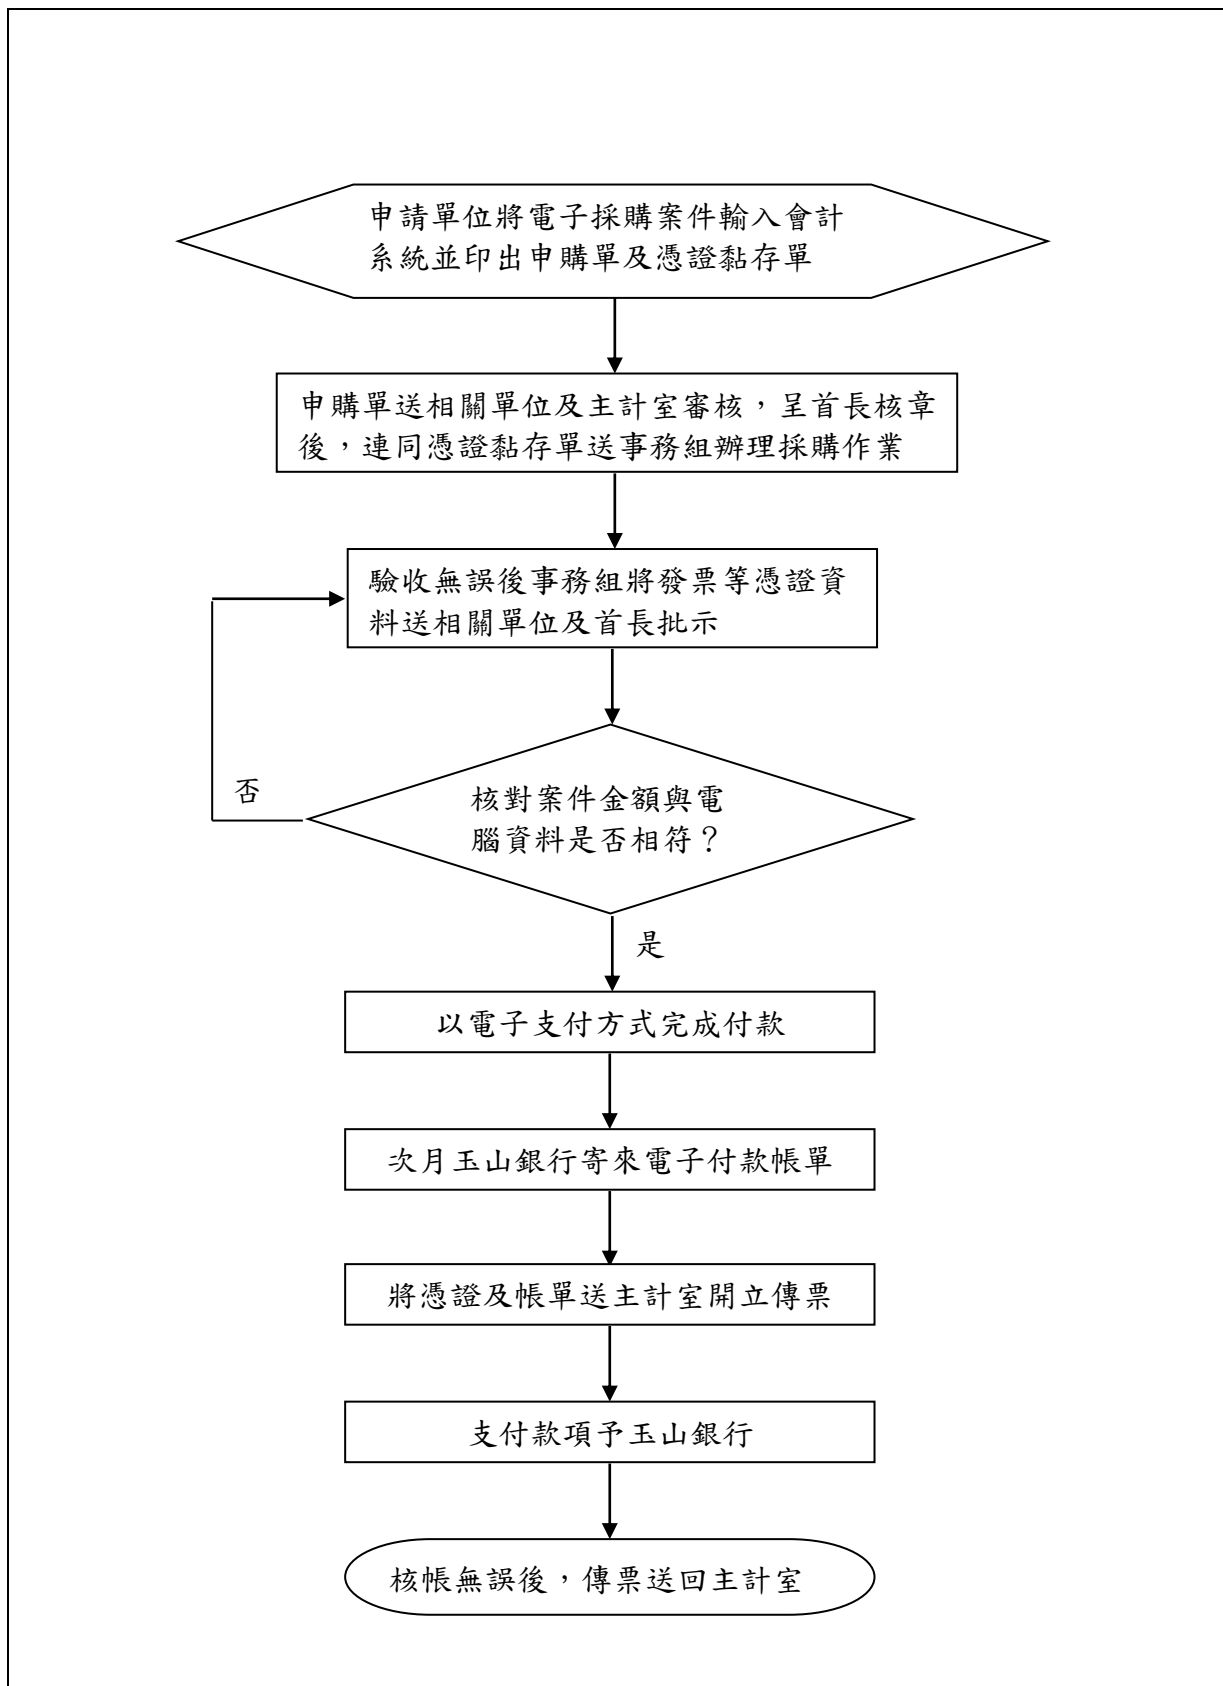 申請單位將電子採購案件輸入會計
系統並印出申購單及憑證黏存單
申購單送相關單位及主計室審核，呈首長核章
後，連同憑證黏存單送事務組辦理採購作業
驗收無誤後事務組將發票等憑證資
料送相關單位及首長批示
否
核對案件金額與電
腦資料是否相符？
是
以電子支付方式完成付款
次月玉山銀行寄來電子付款帳單
將憑證及帳單送主計室開立傳票
支付款項予玉山銀行
核帳無誤後，傳票送回主計室